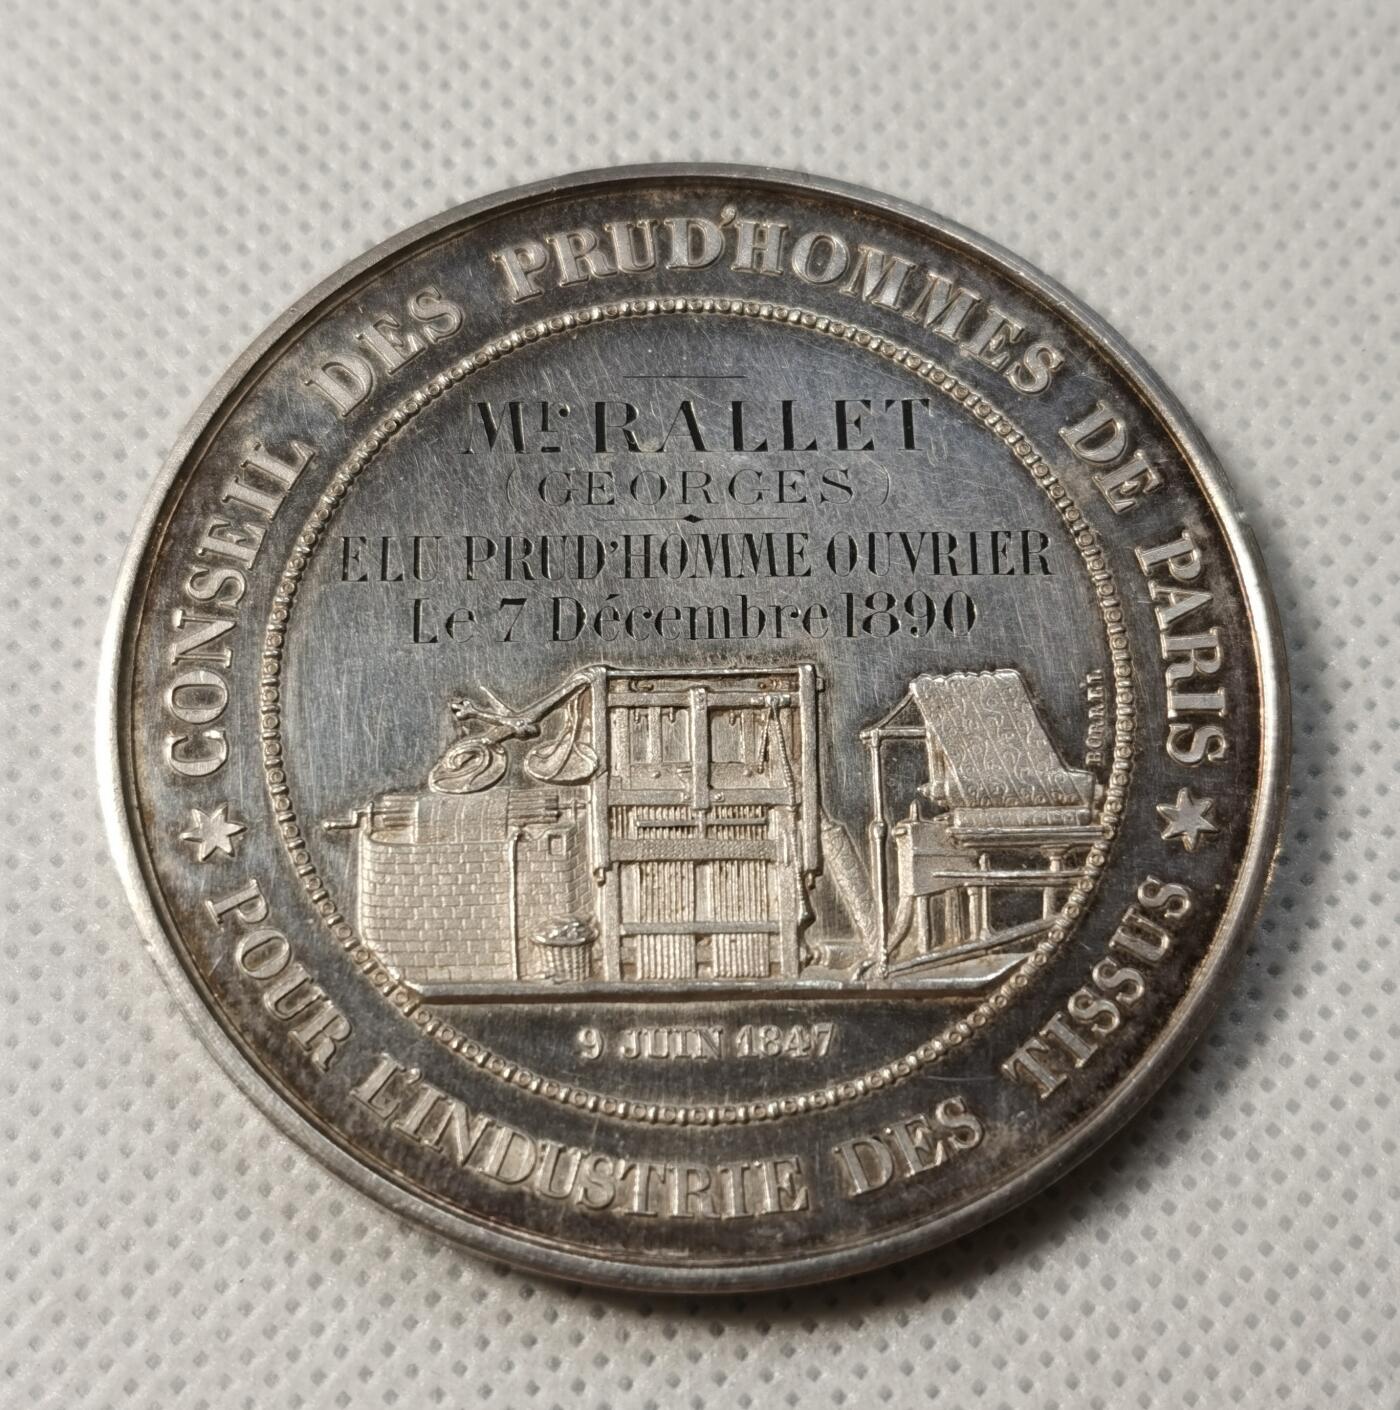 CONSEIL DES PRUD'HOMMES DE PARIS
Mr RALLET
(GEORGES)
ELU PRUD'HOMME OUVRIER
Le 7 Décembre 1890
BORREL
9 JUIN 1847
POUR L'INDUSTRIE DES TISSUS